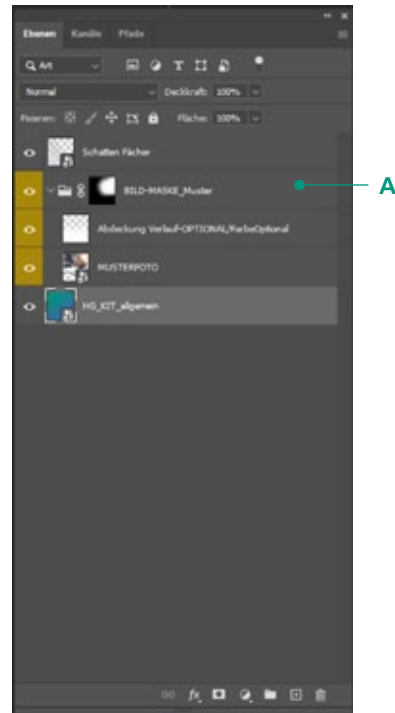 Ebenen Kanäle Pfade
Art
Normal Deckkraft: 100%
Fixieren: Fläche: 100%
Schatten Fächer
BILD-MASKE_Muster A
Abdeckung Verlauf-OPTIONAL/FarbeOptional
MUSTERFOTO
HG_KIT_allgemein
fx